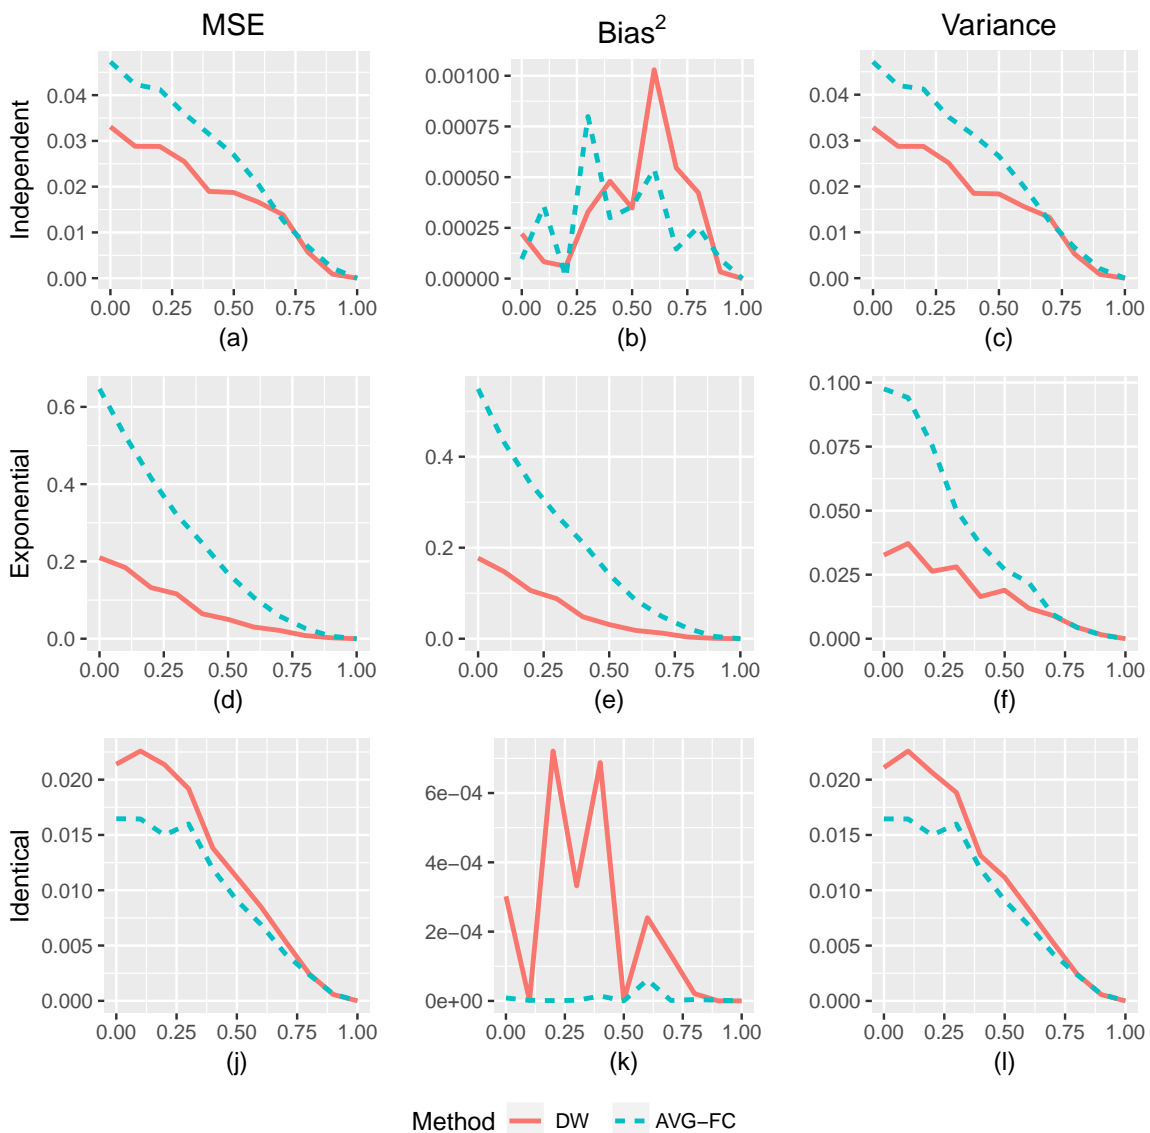 MSE
Bias²
Variance
Independent
0.04
0.03
0.02
0.01
0.00
0.00 0.25 0.50 0.75 1.00
(a)
0.00100
0.00075
0.00050
0.00025
0.00000
0.00 0.25 0.50 0.75 1.00
(b)
0.04
0.03
0.02
0.01
0.00
0.00 0.25 0.50 0.75 1.00
(c)
Exponential
0.6
0.4
0.2
0.0
0.00 0.25 0.50 0.75 1.00
(d)
0.4
0.2
0.0
0.00 0.25 0.50 0.75 1.00
(e)
0.100
0.075
0.050
0.025
0.000
0.00 0.25 0.50 0.75 1.00
(f)
Identical
0.020
0.015
0.010
0.005
0.000
0.00 0.25 0.50 0.75 1.00
(j)
6e−04
4e−04
2e−04
0e+00
0.00 0.25 0.50 0.75 1.00
(k)
0.020
0.015
0.010
0.005
0.000
0.00 0.25 0.50 0.75 1.00
(l)
Method DW AVG−FC